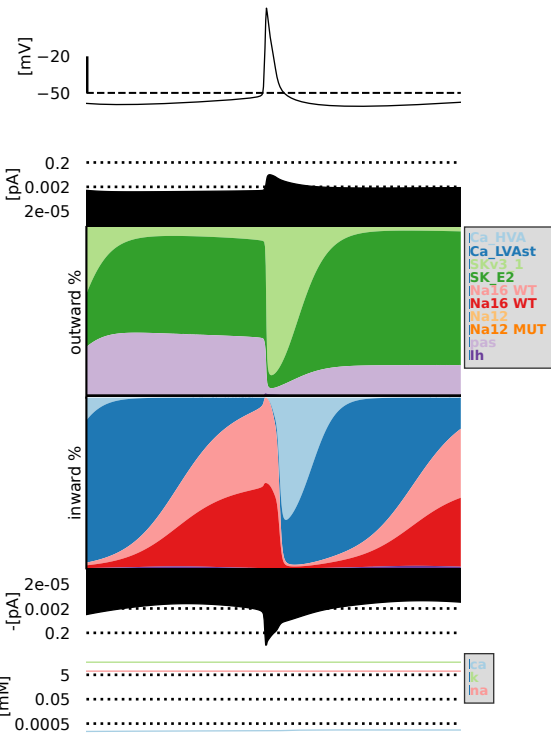 [mV]
−20
−50
[pA]
0.2
0.002
2e-05
outward %
Ca_HVA
Ca_LVAst
SKv3_1
SK_E2
Na16 WT
Na16 WT
Na12
Na12 MUT
pas
Ih
inward %
-[pA]
2e-05
0.002
0.2
[mM]
5
0.05
0.0005
ca
k
na